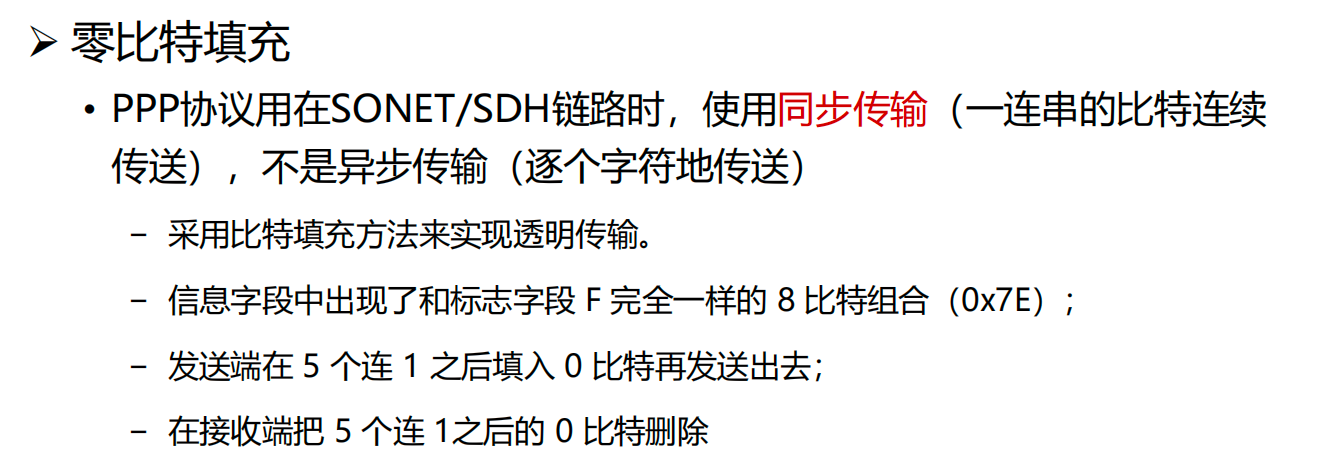 ➢ 零比特填充
• PPP协议用在SONET/SDH链路时，使用同步传输（一连串的比特连续
传送），不是异步传输（逐个字符地传送）
– 采用比特填充方法来实现透明传输。
– 信息字段中出现了和标志字段 F 完全一样的 8 比特组合（0x7E）；
– 发送端在 5 个连 1 之后填入 0 比特再发送出去；
– 在接收端把 5 个连 1之后的 0 比特删除